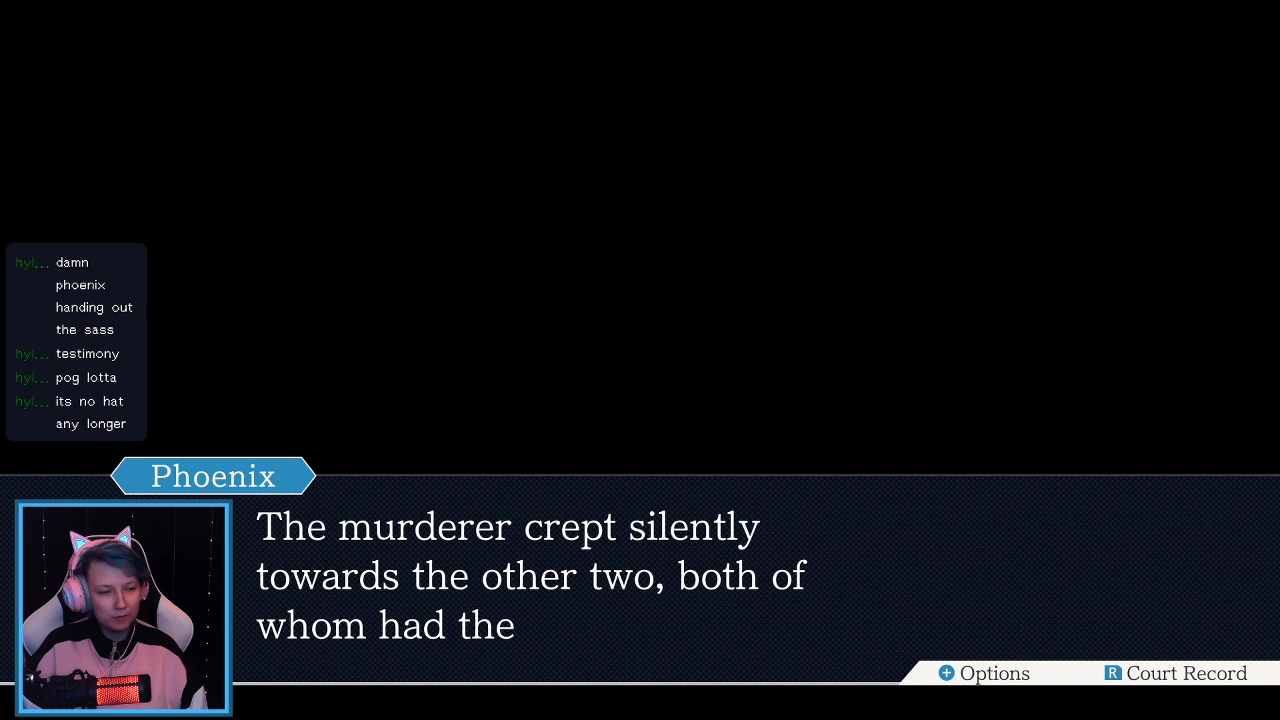 hyl... damn
phoenix
handing out
the sass
hyl... testimony
hyl... pog lotta
hyl... its no hat
any longer
Phoenix
The murderer crept silently
towards the other two, both of
whom had the
+ Options R Court Record